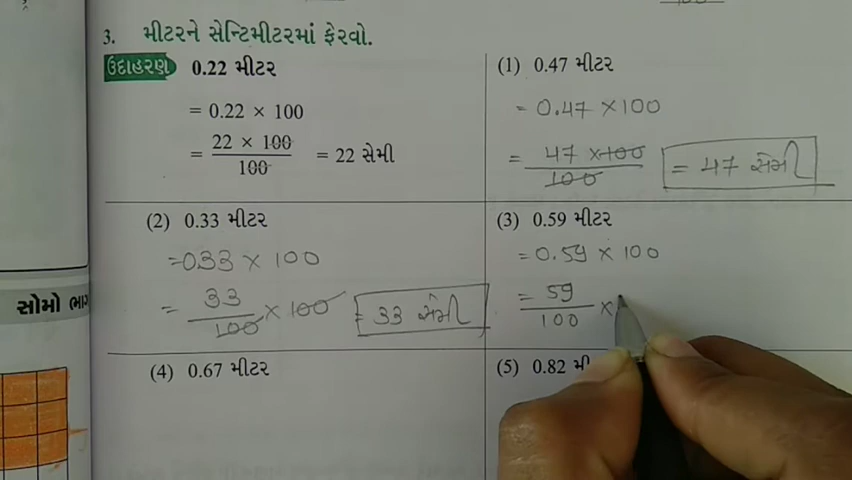 3. મીટરને સેન્ટિમીટરમાં ફેરવો.
ઉદાહરણ 0.22 મીટર
= 0.22 × 100
= 22 × 100 / 100 = 22 સેમી
(1) 0.47 મીટર
= 0.47 × 100
= 47 × 100 / 100 = 47 સેમી
(2) 0.33 મીટર
= 0.33 × 100
= 33 / 100 × 100 = 33 સેમી
(3) 0.59 મીટર
= 0.59 × 100
= 59 / 100 ×
(4) 0.67 મીટર
(5) 0.82 મી
સોમો ભાગ